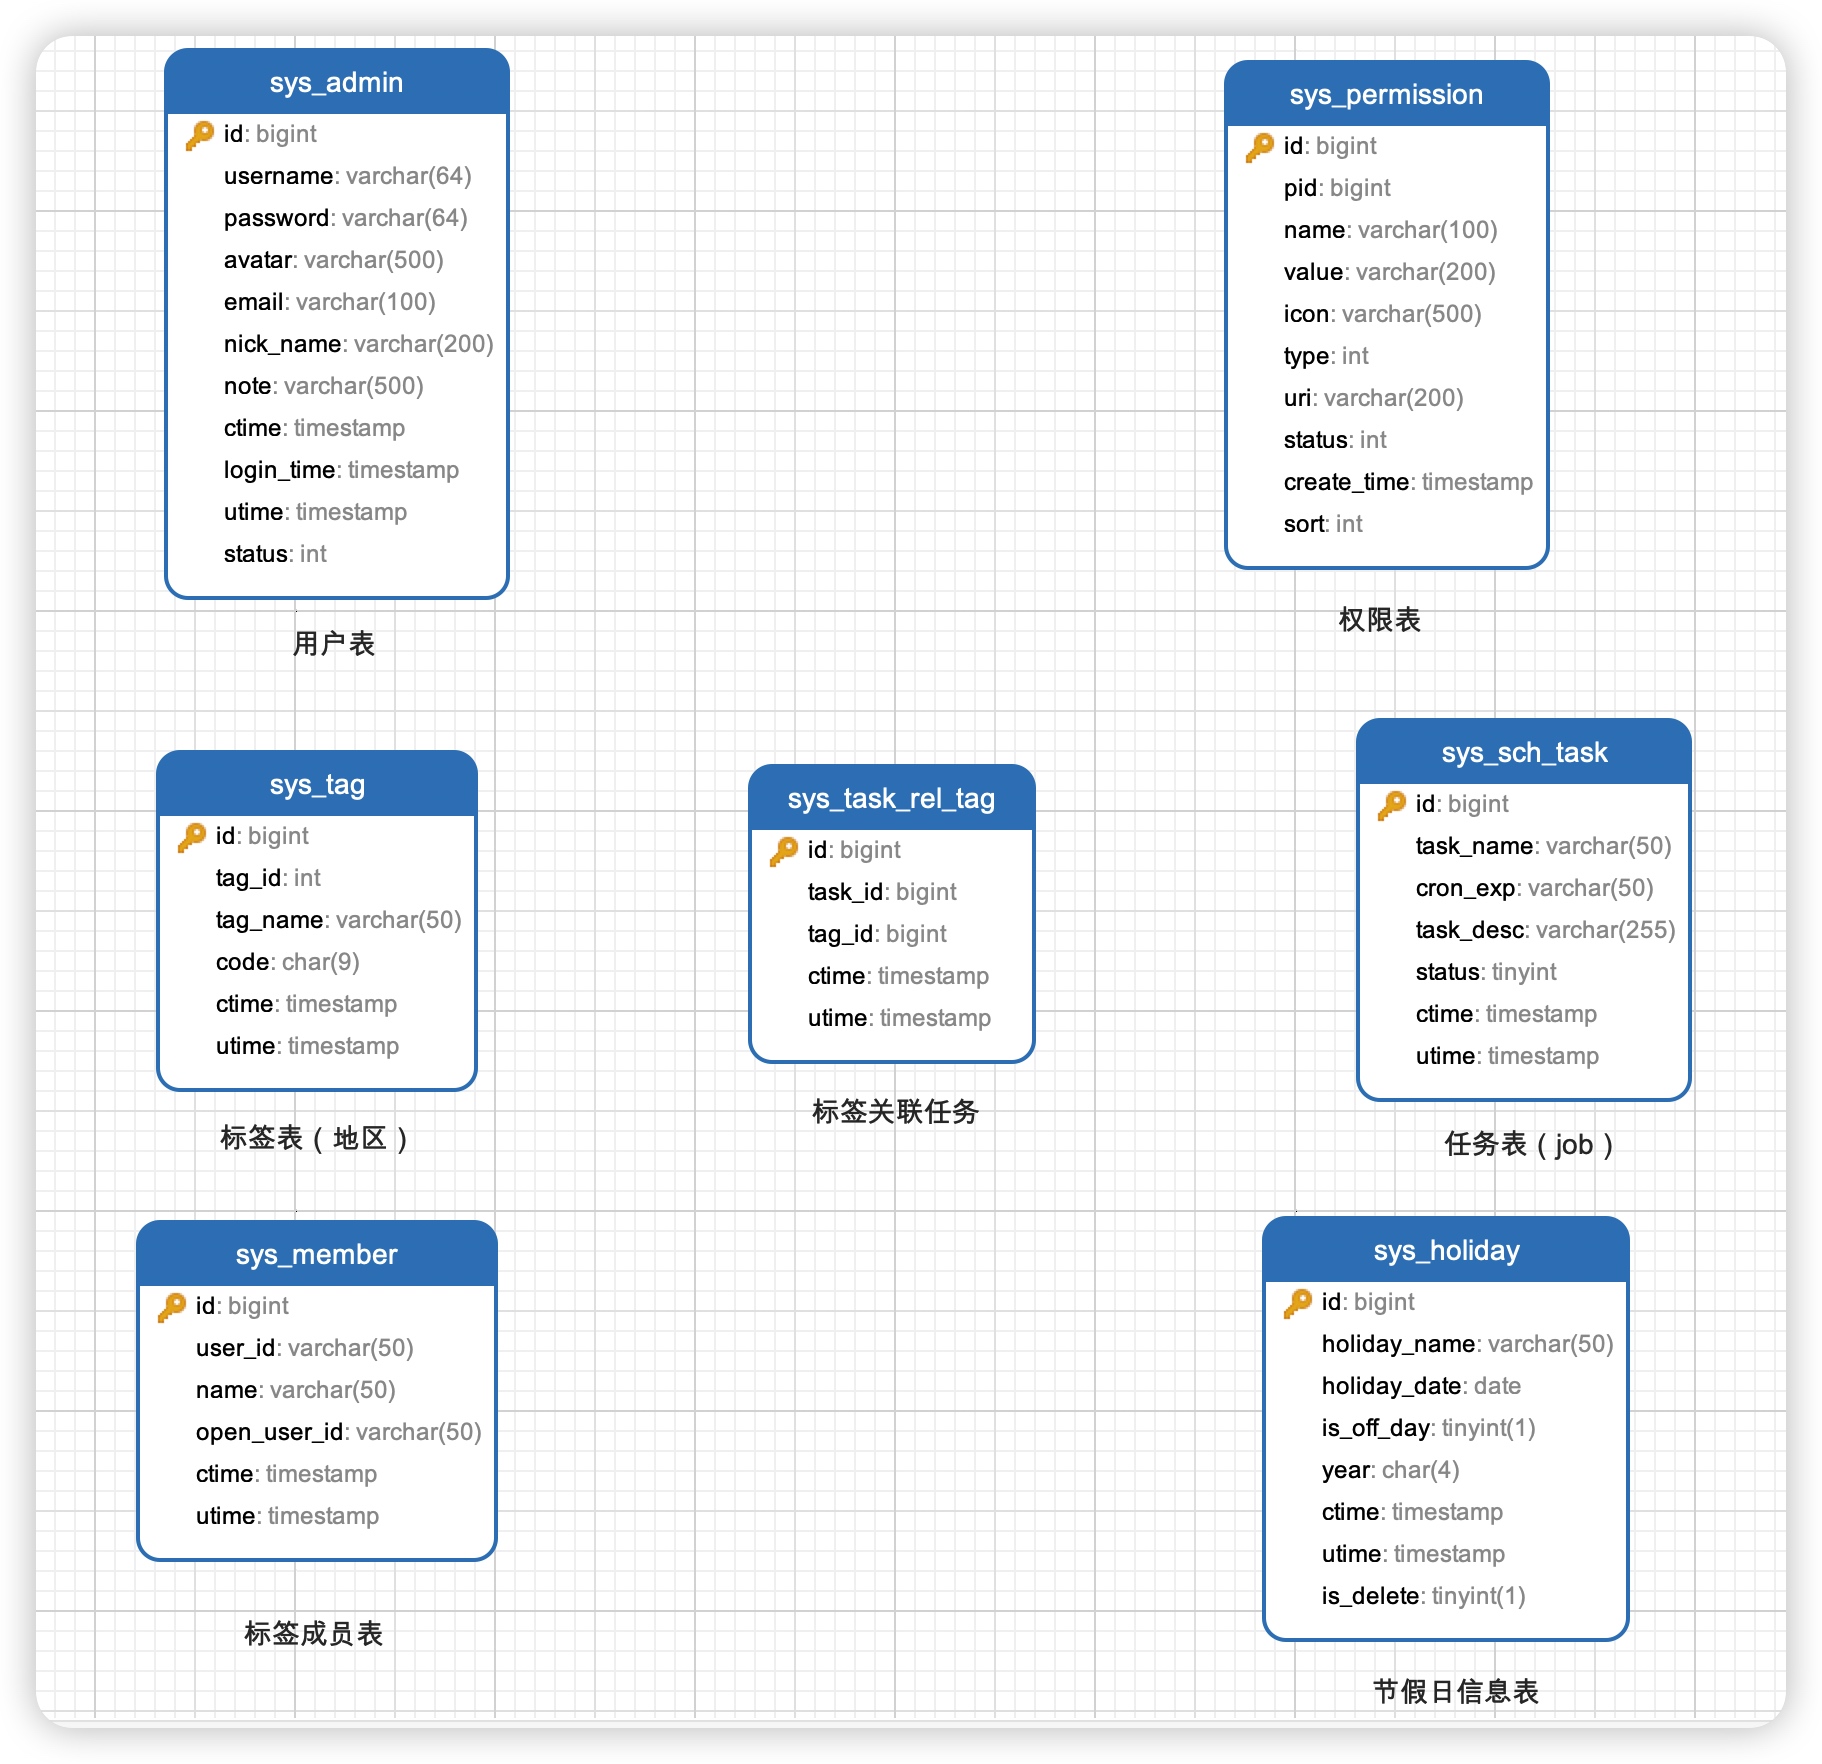 sys_admin
id: bigint
username: varchar(64)
password: varchar(64)
avatar: varchar(500)
email: varchar(100)
nick_name: varchar(200)
note: varchar(500)
ctime: timestamp
login_time: timestamp
utime: timestamp
status: int
用户表
sys_permission
id: bigint
pid: bigint
name: varchar(100)
value: varchar(200)
icon: varchar(500)
type: int
uri: varchar(200)
status: int
create_time: timestamp
sort: int
权限表
sys_tag
id: bigint
tag_id: int
tag_name: varchar(50)
code: char(9)
ctime: timestamp
utime: timestamp
标签表（地区）
sys_task_rel_tag
id: bigint
task_id: bigint
tag_id: bigint
ctime: timestamp
utime: timestamp
标签关联任务
sys_sch_task
id: bigint
task_name: varchar(50)
cron_exp: varchar(50)
task_desc: varchar(255)
status: tinyint
ctime: timestamp
utime: timestamp
任务表（job）
sys_member
id: bigint
user_id: varchar(50)
name: varchar(50)
open_user_id: varchar(50)
ctime: timestamp
utime: timestamp
标签成员表
sys_holiday
id: bigint
holiday_name: varchar(50)
holiday_date: date
is_off_day: tinyint(1)
year: char(4)
ctime: timestamp
utime: timestamp
is_delete: tinyint(1)
节假日信息表